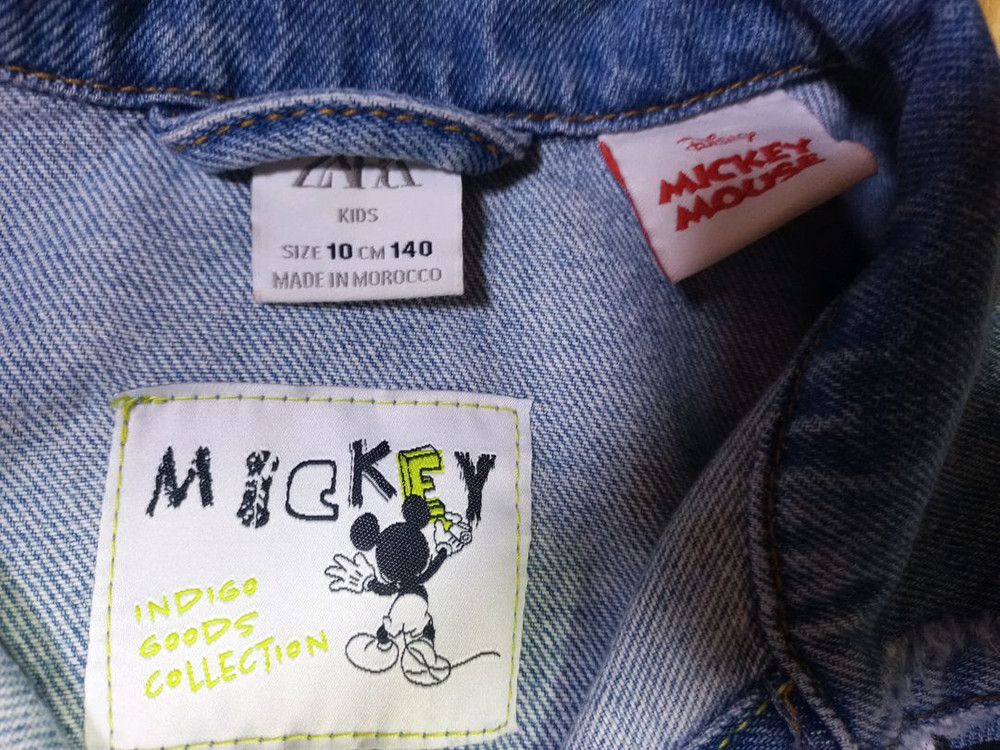 ZARA
KIDS
SIZE 10 CM 140
MADE IN MOROCCO
Disney
MICKEY
MOUSE
MICKEY
INDIGO
GOODS
COLLECTION